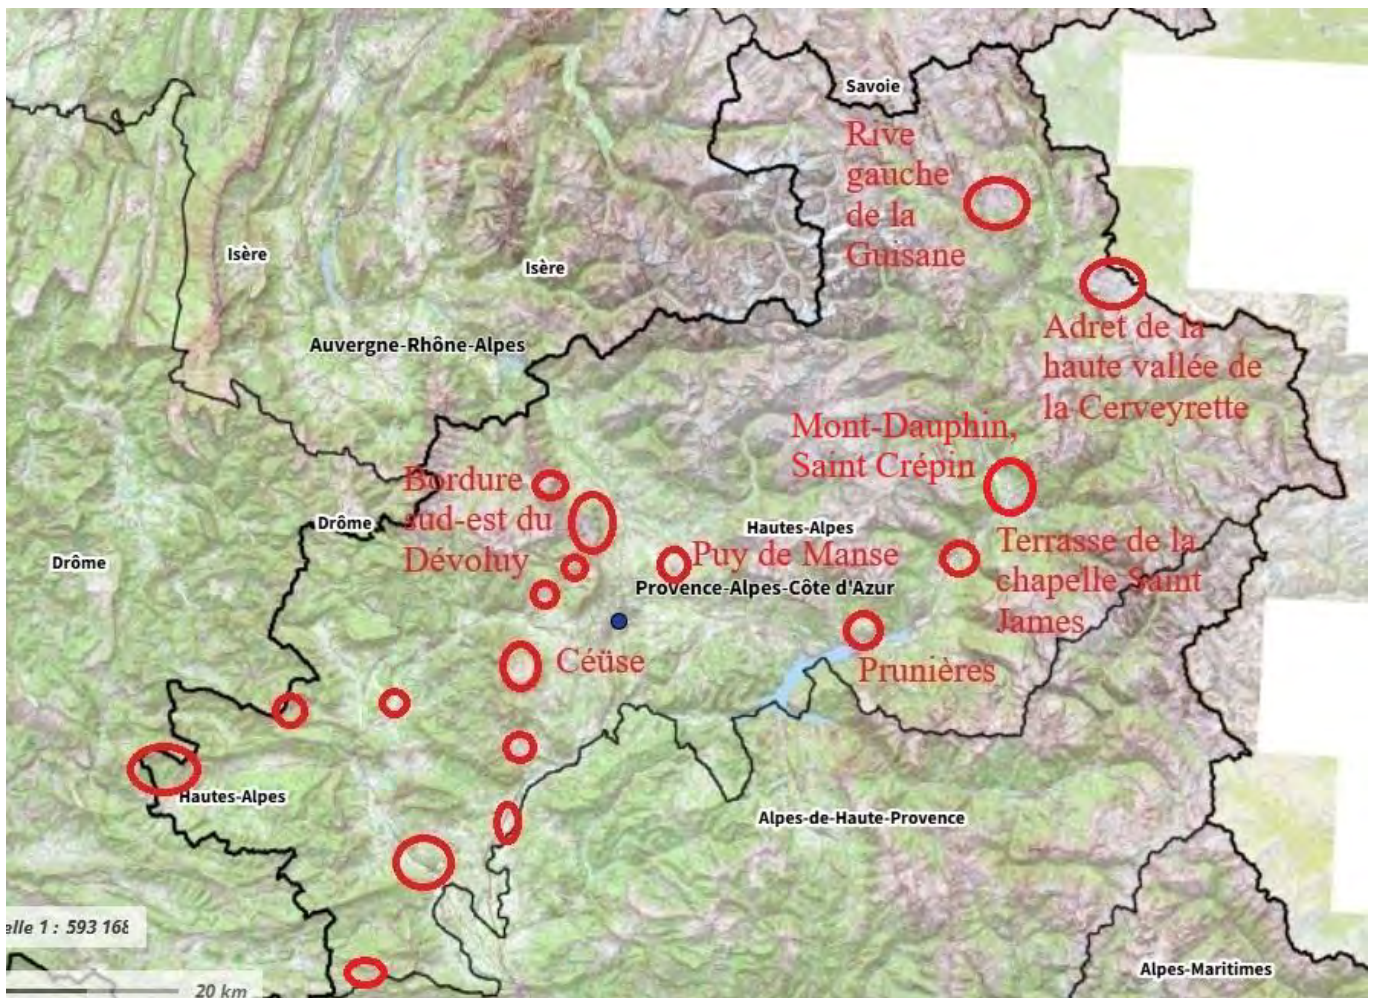 Savoie
Rive
gauche
de la
Guisane
Isère
Isère
Adret de la
haute vallée de
la Cerveyrette
Auvergne-Rhône-Alpes
Mont-Dauphin,
Saint Crépin
Bordure
sud-est du
Dévoluy
Drôme
Drôme
Hautes-Alpes
Puy de Manse
Terrasse de la
chapelle Saint
James
Provence-Alpes-Côte d'Azur
Céüse
Prunières
Hautes-Alpes
Alpes-de-Haute-Provence
elle 1 : 593 168
Alpes-Maritimes
20 km